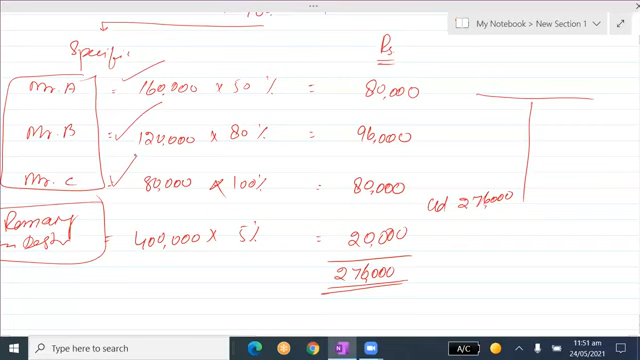 My Notebook > New Section 1
Specific
Rs
Mr. A = 160,000 × 50% = 80,000
Mr. B = 120,000 × 80% = 96,000
Mr. C = 80,000 × 100% = 80,000
c/d 276,000
= 400,000 × 5% = 20,000
276,000
Type here to search
A/C
11:51 am
24/05/2021